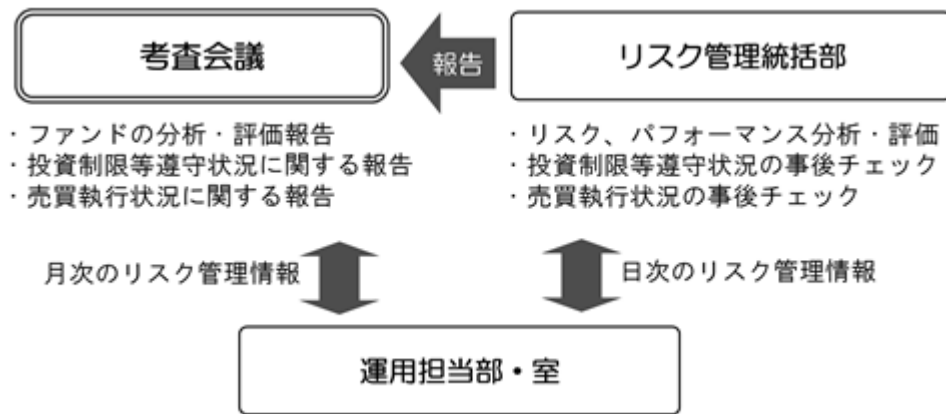 考査会議
報告
リスク管理統括部
・ファンドの分析・評価報告
・投資制限等遵守状況に関する報告
・売買執行状況に関する報告
・リスク、パフォーマンス分析・評価
・投資制限等遵守状況の事後チェック
・売買執行状況の事後チェック
月次のリスク管理情報
日次のリスク管理情報
運用担当部・室